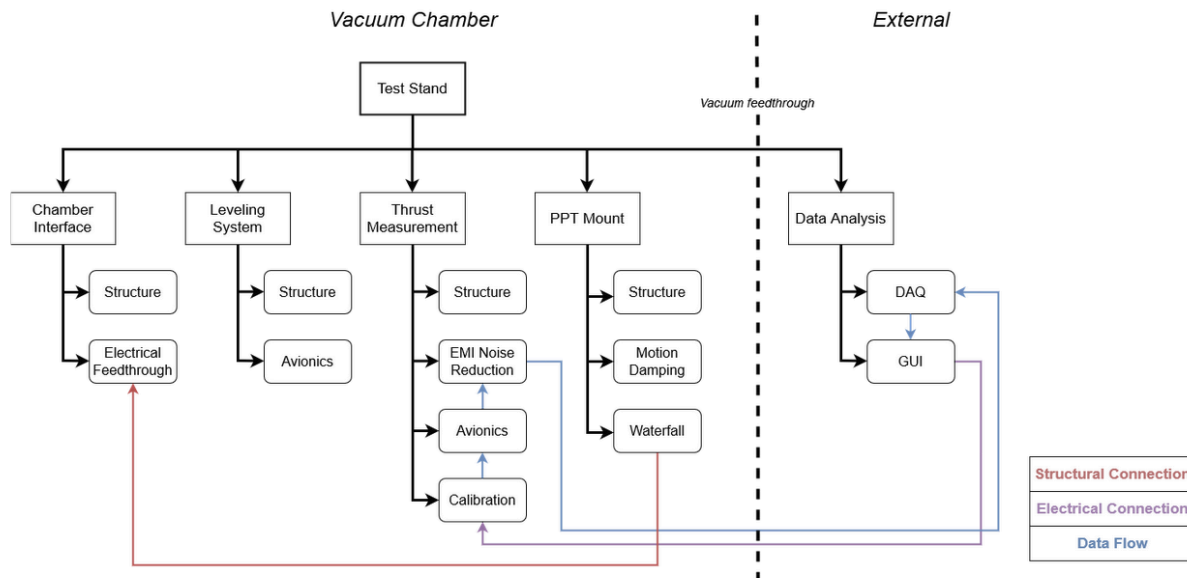 Vacuum Chamber
External
Test Stand
Vacuum feedthrough
Chamber
Interface
Leveling
System
Thrust
Measurement
PPT Mount
Data Analysis
Structure
Structure
Structure
Structure
DAQ
Electrical
Feedthrough
Avionics
EMI Noise
Reduction
Motion
Damping
GUI
Avionics
Waterfall
Calibration
Structural Connection
Electrical Connection
Data Flow